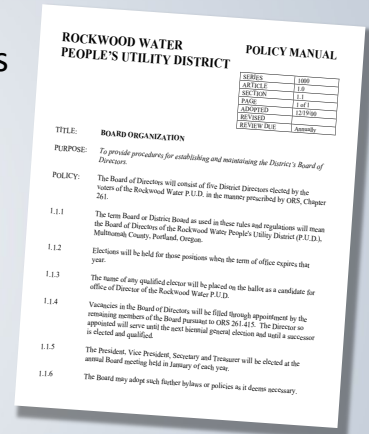 s
ROCKWOOD WATER
PEOPLE'S UTILITY DISTRICT
POLICY MANUAL
SERIES 1000
ARTICLE 1.0
SECTION 1.1
PAGE 1 of 1
ADOPTED 12/19/00
REVISED
REVIEW DUE Annually
TITLE: BOARD ORGANIZATION
PURPOSE: To provide procedures for establishing and maintaining the District's Board of
Directors.
POLICY: The Board of Directors will consist of five District Directors elected by the
voters of the Rockwood Water P.U.D. in the manner prescribed by ORS, Chapter
261.
1.1.1 The term Board or District Board as used in these rules and regulations will mean
the Board of Directors of the Rockwood Water People's Utility District (P.U.D.),
Multnomah County, Portland, Oregon.
1.1.2 Elections will be held for those positions when the term of office expires that
year.
1.1.3 The name of any qualified elector will be placed on the ballot as a candidate for
office of Director of the Rockwood Water P.U.D.
1.1.4 Vacancies in the Board of Directors will be filled through appointment by the
remaining members of the Board pursuant to ORS 261.415. The Director so
appointed will serve until the next biennial general election and until a successor
is elected and qualified.
1.1.5 The President, Vice President, Secretary and Treasurer will be elected at the
annual Board meeting held in January of each year.
1.1.6 The Board may adopt such further bylaws or policies as it deems necessary.